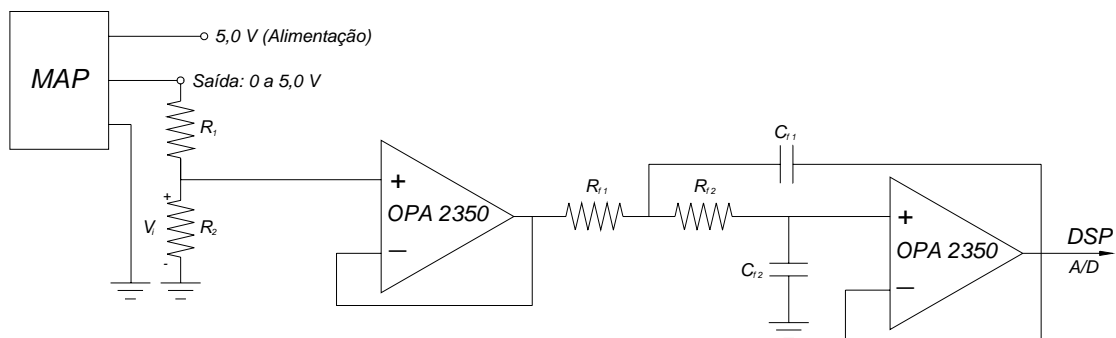 5,0 V (Alimentação)
MAP
Saída: 0 a 5,0 V
R1
+
Vi
R2
-
+
OPA 2350
−
Rf1
Cf1
Rf2
Cf2
+
OPA 2350
−
DSP
A/D